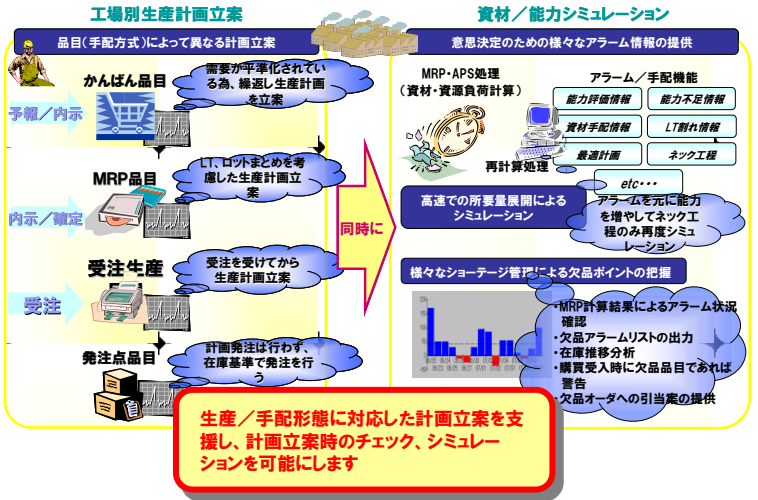 工場別生産計画立案
品目(手配方式)によって異なる計画立案
予報／内示
かんばん品目
需要が平準化されてい
る為、繰返し生産計画
を立案
内示／確定
MRP品目
LT、ロットまとめを考
慮した生産計画立
案
受注
受注生産
受注を受けてから
生産計画立案
発注点品目
計画発注は行わず、
在庫基準で発注を行
う
同時に
資材／能力シミュレーション
意思決定のための様々なアラーム情報の提供
MRP・APS処理
(資材・資源負荷計算)
再計算処理
アラーム／手配機能
能力評価情報
能力不足情報
資材手配情報
LT割れ情報
最適計画
ネック工程
etc・・・
高速での所要量展開による
シミュレーション
アラームを元に能力
を増やしてネック工
程のみ再度シミュ
レーション
様々なショーテージ管理による欠品ポイントの把握
・MRP計算結果によるアラーム状況
確認
・欠品アラームリストの出力
・在庫推移分析
・購買受入時に欠品品目であれば
警告
・欠品オーダへの引当案の提供
生産／手配形態に対応した計画立案を支
援し、計画立案時のチェック、シミュレー
ションを可能にします